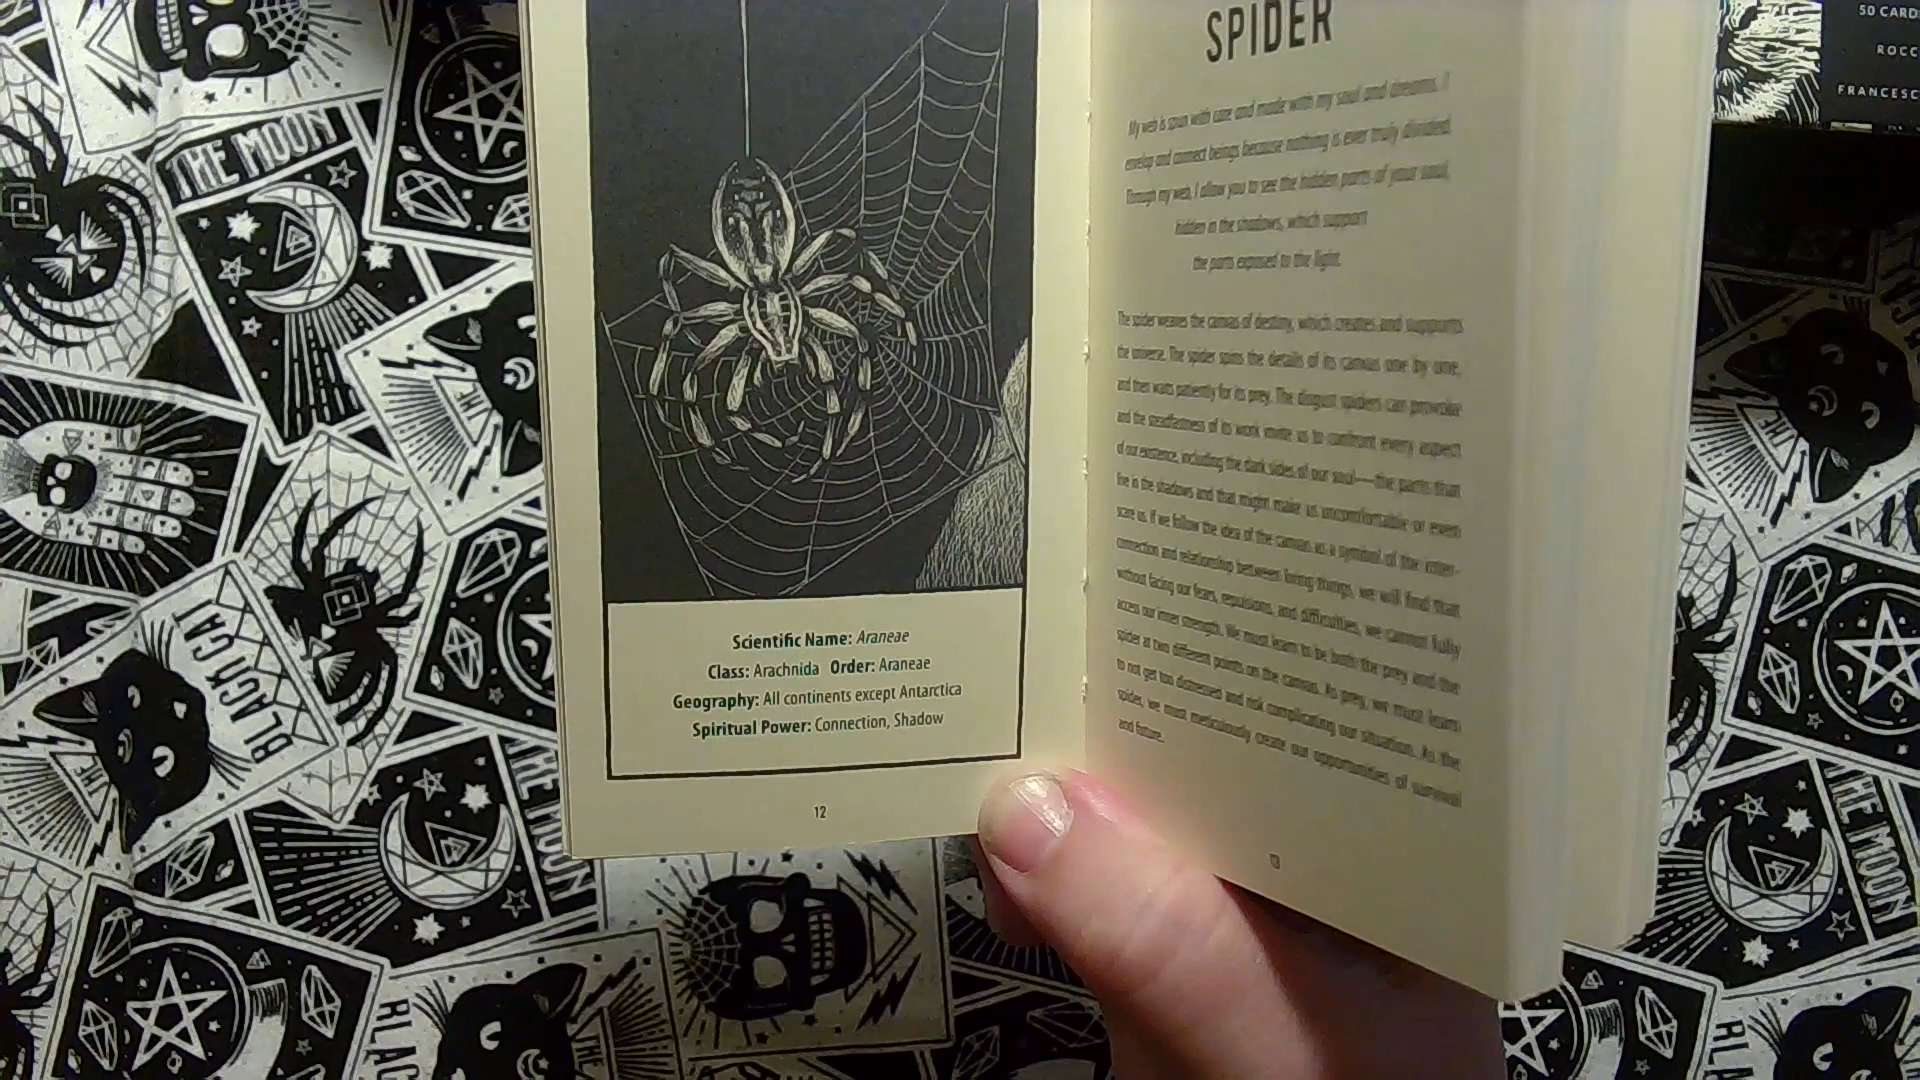 Scientific Name: Araneae
Class: Arachnida Order: Araneae
Geography: All continents except Antarctica
Spiritual Power: Connection, Shadow
12
SPIDER
My web is spun with care and made with my soul and dreams. I
envelop and connect beings because nothing is ever truly divided.
Through my web, I allow you to see the hidden parts of your soul,
hidden in the shadows, which support
the parts exposed to the light.
The spider weaves the canvas of destiny, which creates and supports
the universe. The spider spins the details of its canvas one by one,
and then waits patiently for its prey. The disgust spiders can provoke
and the steadfastness of its work invite us to confront every aspect
of our existence, including the dark sides of our soul—the parts that
live in the shadows and that might make us uncomfortable or even
scare us. If we follow the idea of the canvas as a symbol of the inter-
connection and relationship between living things, we will find that
without facing our fears, repulsions, and difficulties, we cannot fully
access our inner strength. We must learn to be both the prey and the
spider at two different points on the canvas. As prey, we must learn
to not get too distressed and risk complicating our situation. As the
spider, we must meticulously create our opportunities of survival
and future.
13
50 CARD
ROCC
FRANCESC
THE MOON
BLACK CAT
THE
THE MOON
BLAC
THE
THE MOON
BLA